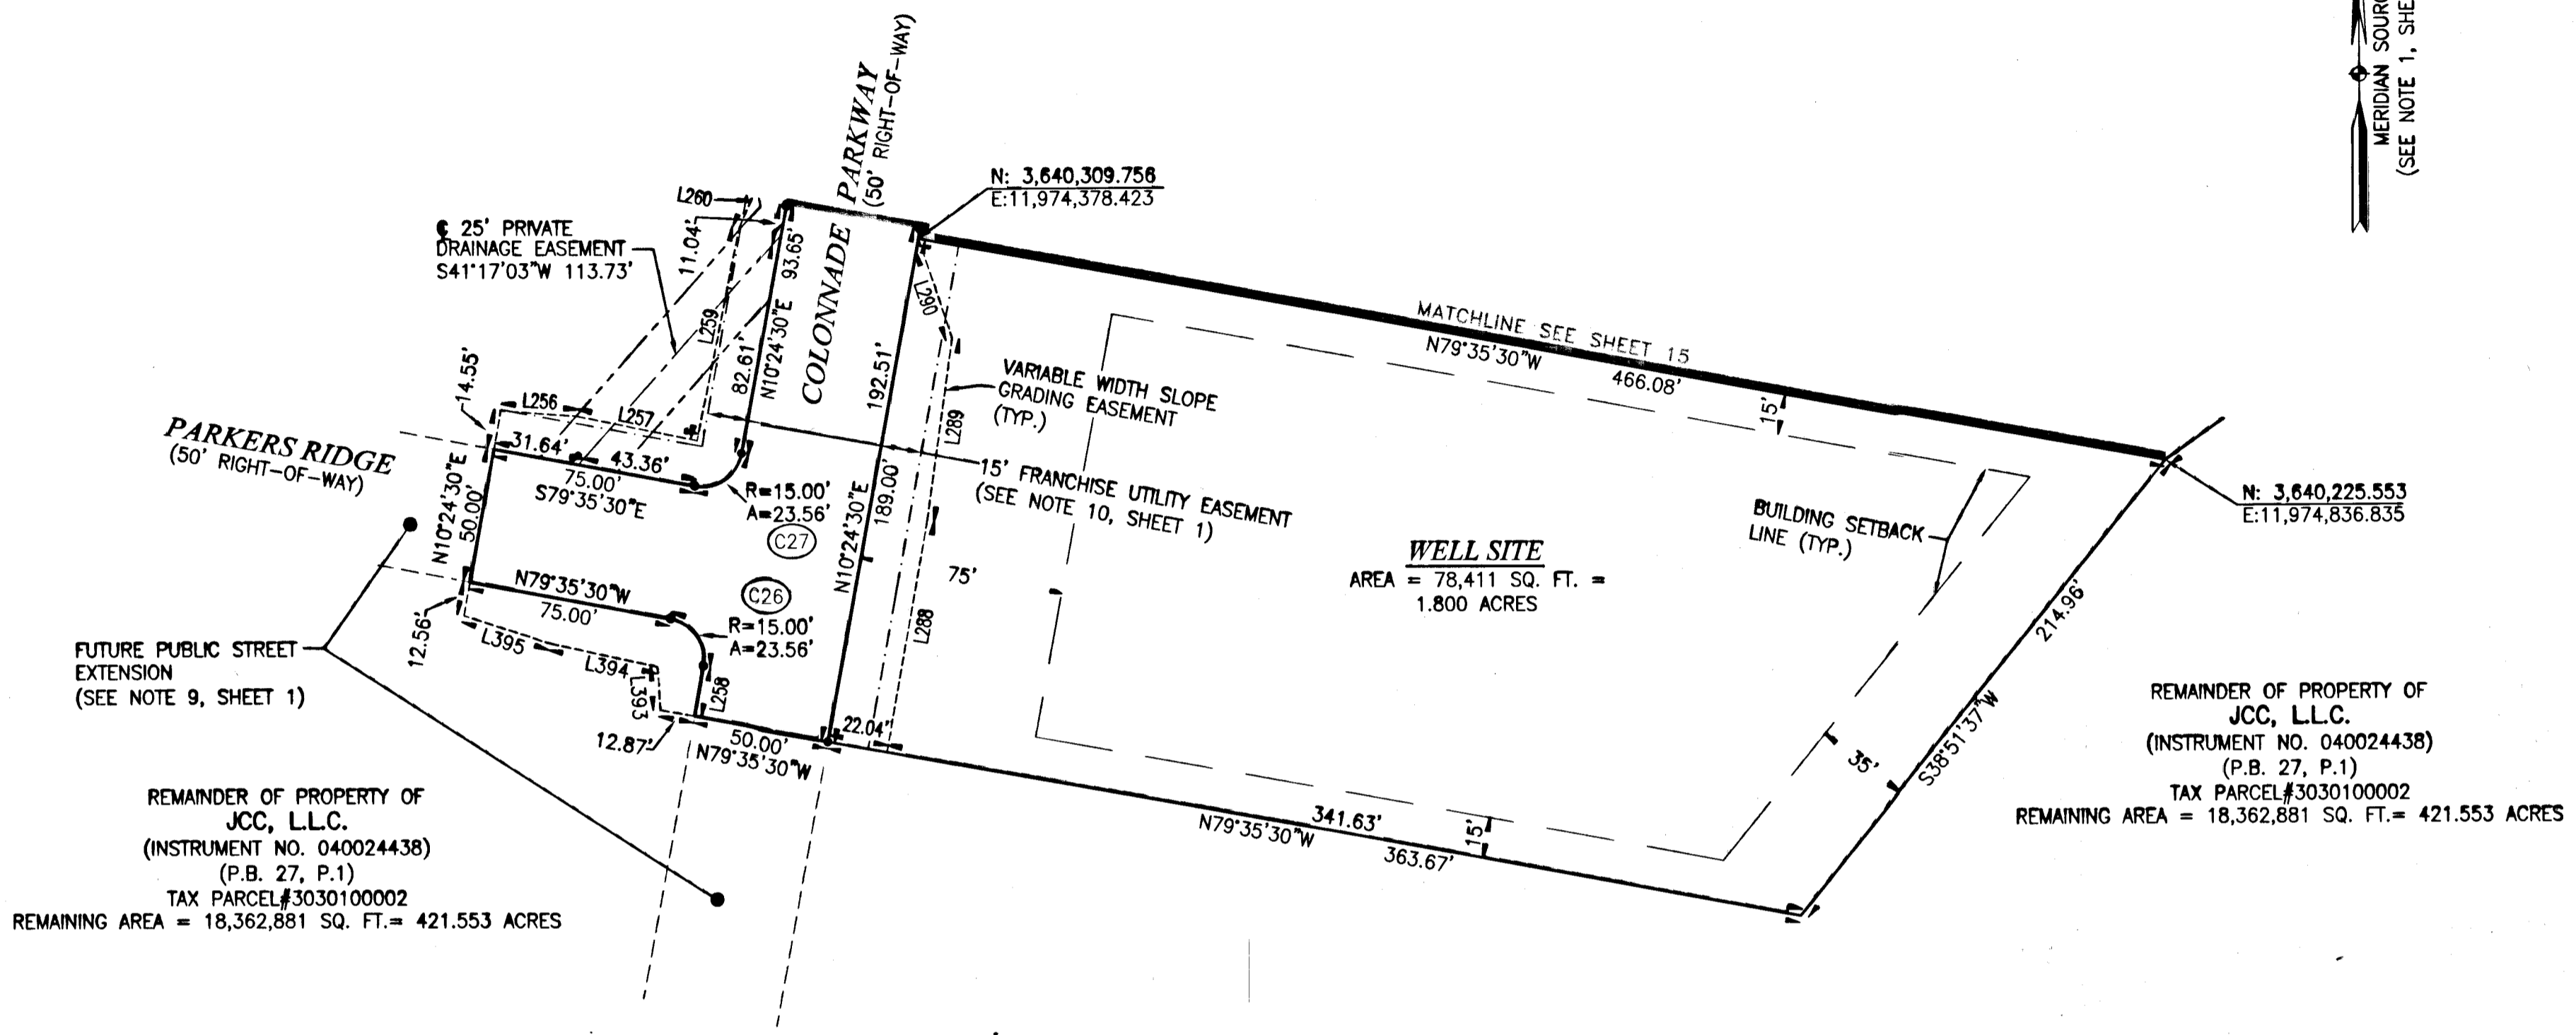 MERIDIAN SOURC
(SEE NOTE 1, SHE
PARKWAY
(50' RIGHT-OF-WAY)
COLONNADE
N: 3,640,309.756
E:11,974,378.423
L260
11.04'
93.65'
℄ 25' PRIVATE
DRAINAGE EASEMENT
S41°17'03"W 113.73'
L259
82.61'
N10°24'30"E
L290
192.51'
MATCHLINE SEE SHEET 15
N79°35'30"W
466.08'
15'
VARIABLE WIDTH SLOPE
GRADING EASEMENT
(TYP.)
L289
14.55'
L256
L257
PARKERS RIDGE
(50' RIGHT-OF-WAY)
31.64'
43.36'
75.00'
S79°35'30"E
R=15.00'
A=23.56'
C27
189.00'
N10°24'30"E
15' FRANCHISE UTILITY EASEMENT
(SEE NOTE 10, SHEET 1)
N10°24'30"E
50.00'
BUILDING SETBACK
LINE (TYP.)
N: 3,640,225.553
E:11,974,836.835
WELL SITE
AREA = 78,411 SQ. FT. =
1.800 ACRES
75'
C26
R=15.00'
A=23.56'
N79°35'30"W
75.00'
L288
12.56'
L395
L394
L393
L258
FUTURE PUBLIC STREET
EXTENSION
(SEE NOTE 9, SHEET 1)
12.87'
50.00'
N79°35'30"W
22.04'
214.96'
S38°51'37"W
35'
341.63'
N79°35'30"W
363.67'
15'
REMAINDER OF PROPERTY OF
JCC, L.L.C.
(INSTRUMENT NO. 040024438)
(P.B. 27, P.1)
TAX PARCEL#3030100002
REMAINING AREA = 18,362,881 SQ. FT.= 421.553 ACRES
REMAINDER OF PROPERTY OF
JCC, L.L.C.
(INSTRUMENT NO. 040024438)
(P.B. 27, P.1)
TAX PARCEL#3030100002
REMAINING AREA = 18,362,881 SQ. FT.= 421.553 ACRES